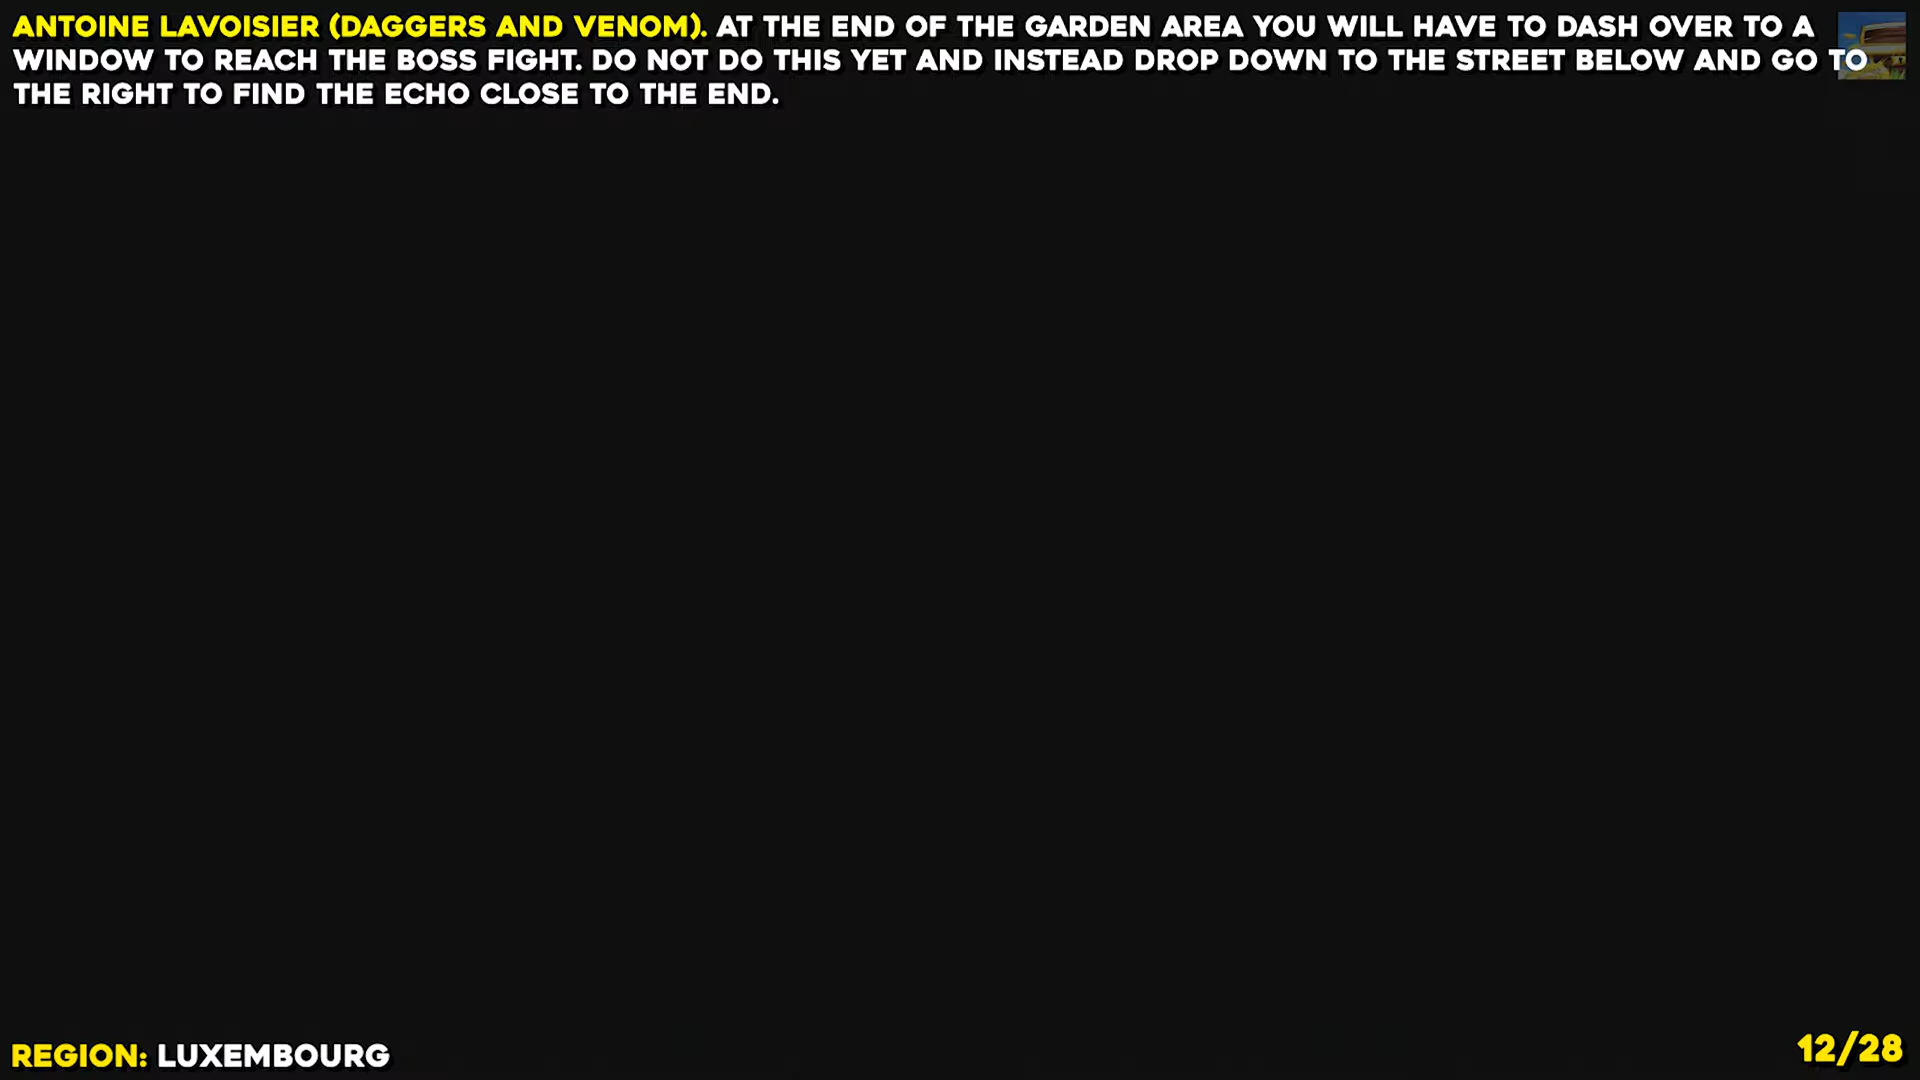 ANTOINE LAVOISIER (DAGGERS AND VENOM). AT THE END OF THE GARDEN AREA YOU WILL HAVE TO DASH OVER TO A
WINDOW TO REACH THE BOSS FIGHT. DO NOT DO THIS YET AND INSTEAD DROP DOWN TO THE STREET BELOW AND GO TO
THE RIGHT TO FIND THE ECHO CLOSE TO THE END.
REGION: LUXEMBOURG
12/28